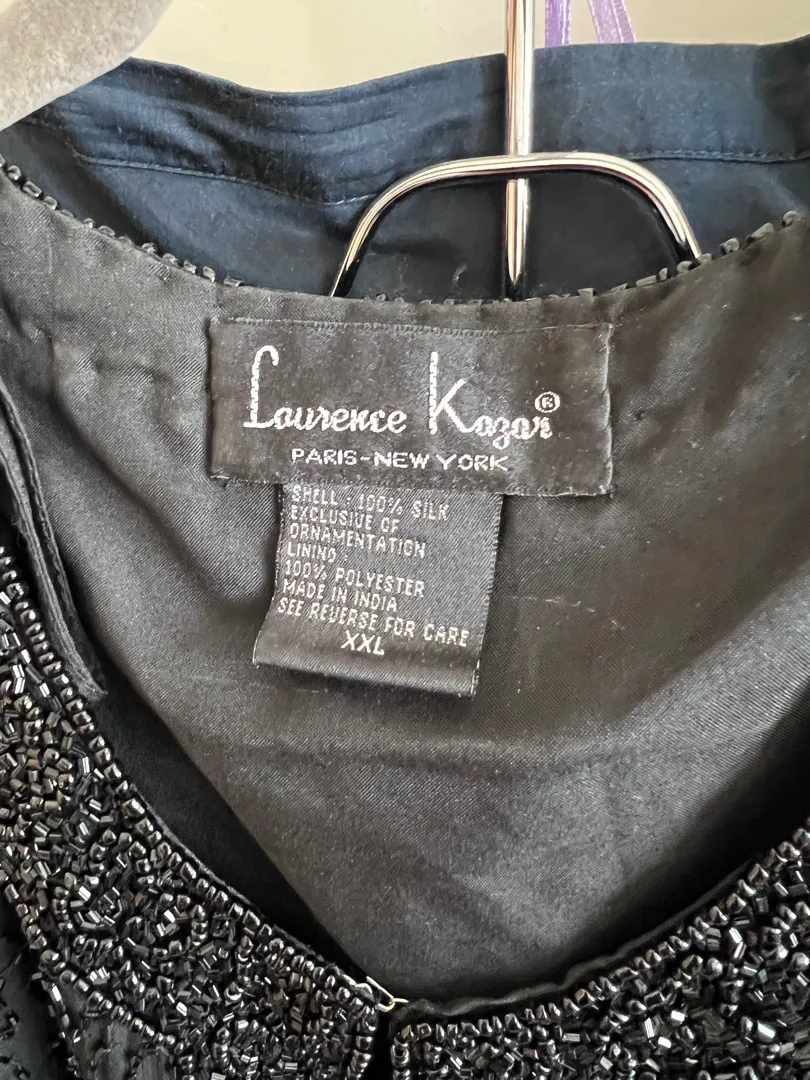 Laurence Kazar®
PARIS-NEW YORK
SHELL : 100% SILK
EXCLUSIVE OF
ORNAMENTATION
LINING :
100% POLYESTER
MADE IN INDIA
SEE REVERSE FOR CARE
XXL